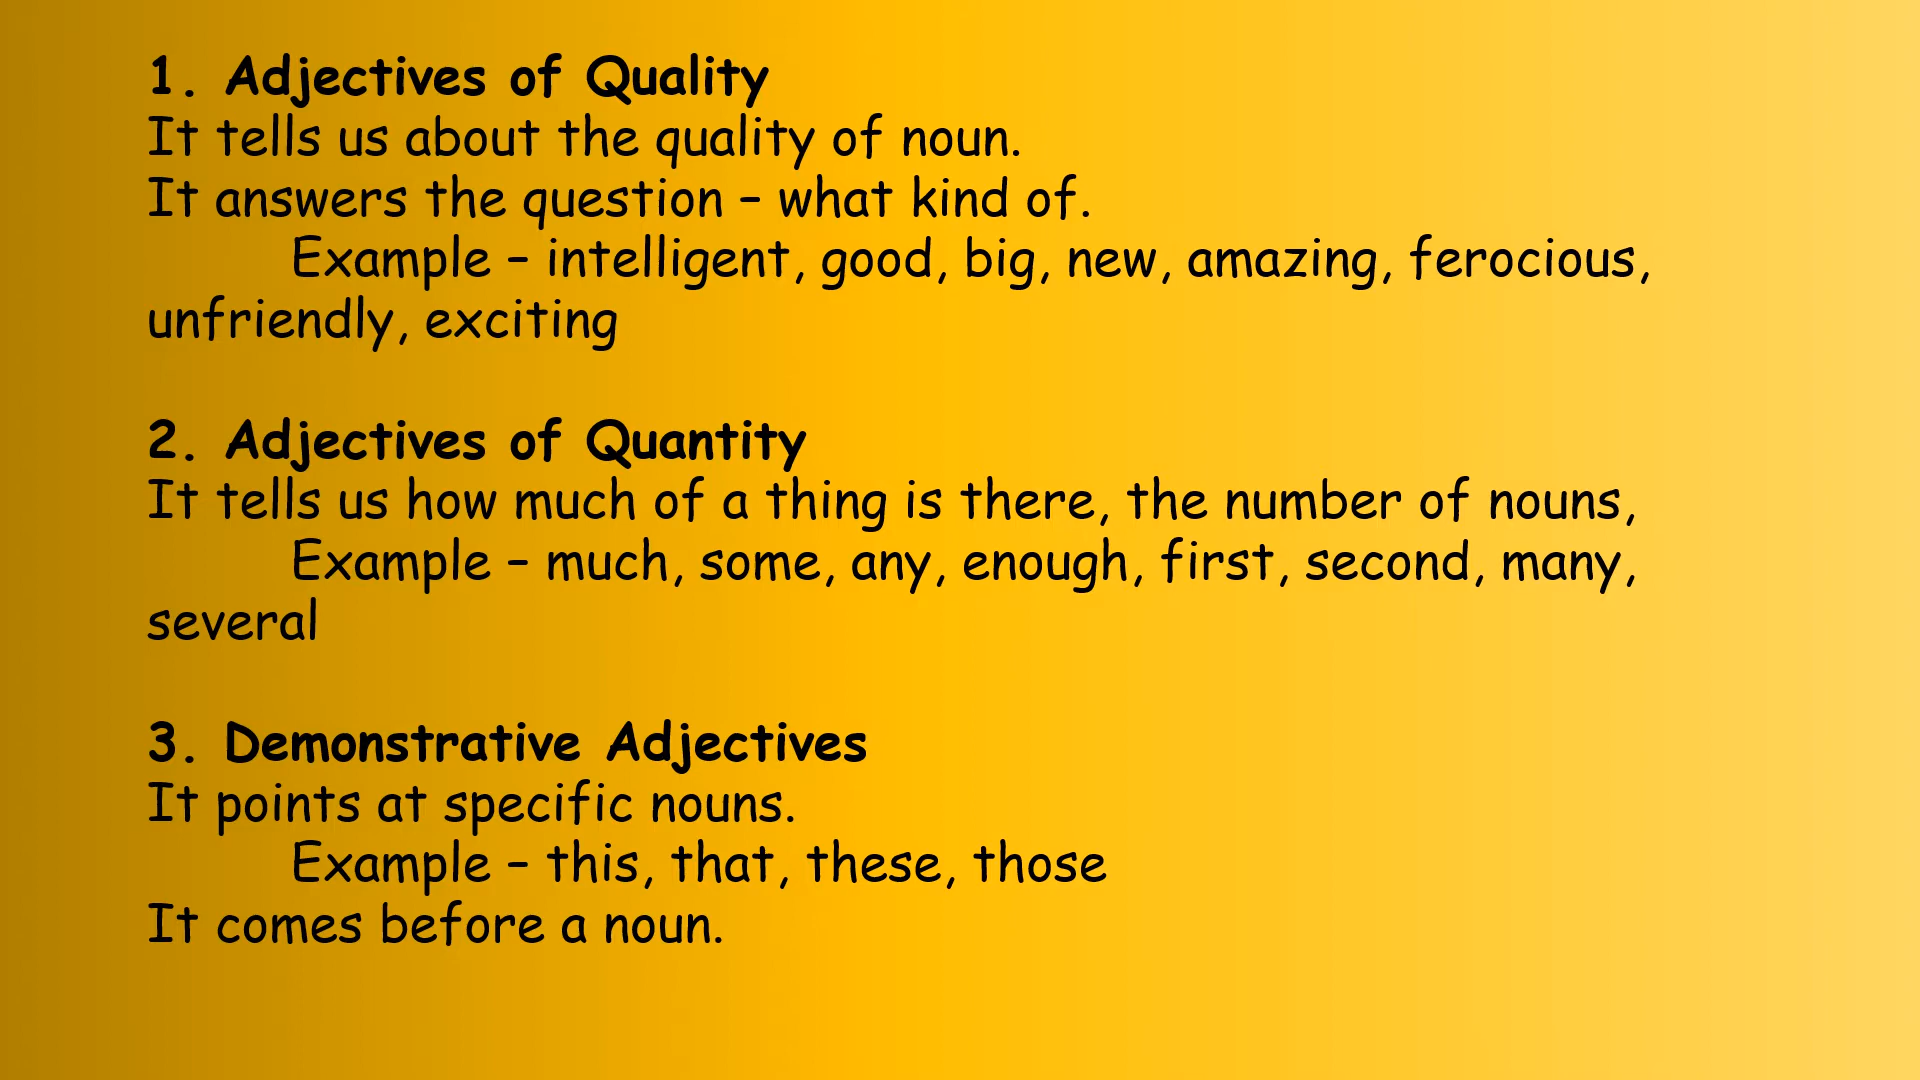 1. Adjectives of Quality
It tells us about the quality of noun.
It answers the question – what kind of.
Example – intelligent, good, big, new, amazing, ferocious,
unfriendly, exciting
2. Adjectives of Quantity
It tells us how much of a thing is there, the number of nouns,
Example – much, some, any, enough, first, second, many,
several
3. Demonstrative Adjectives
It points at specific nouns.
Example – this, that, these, those
It comes before a noun.